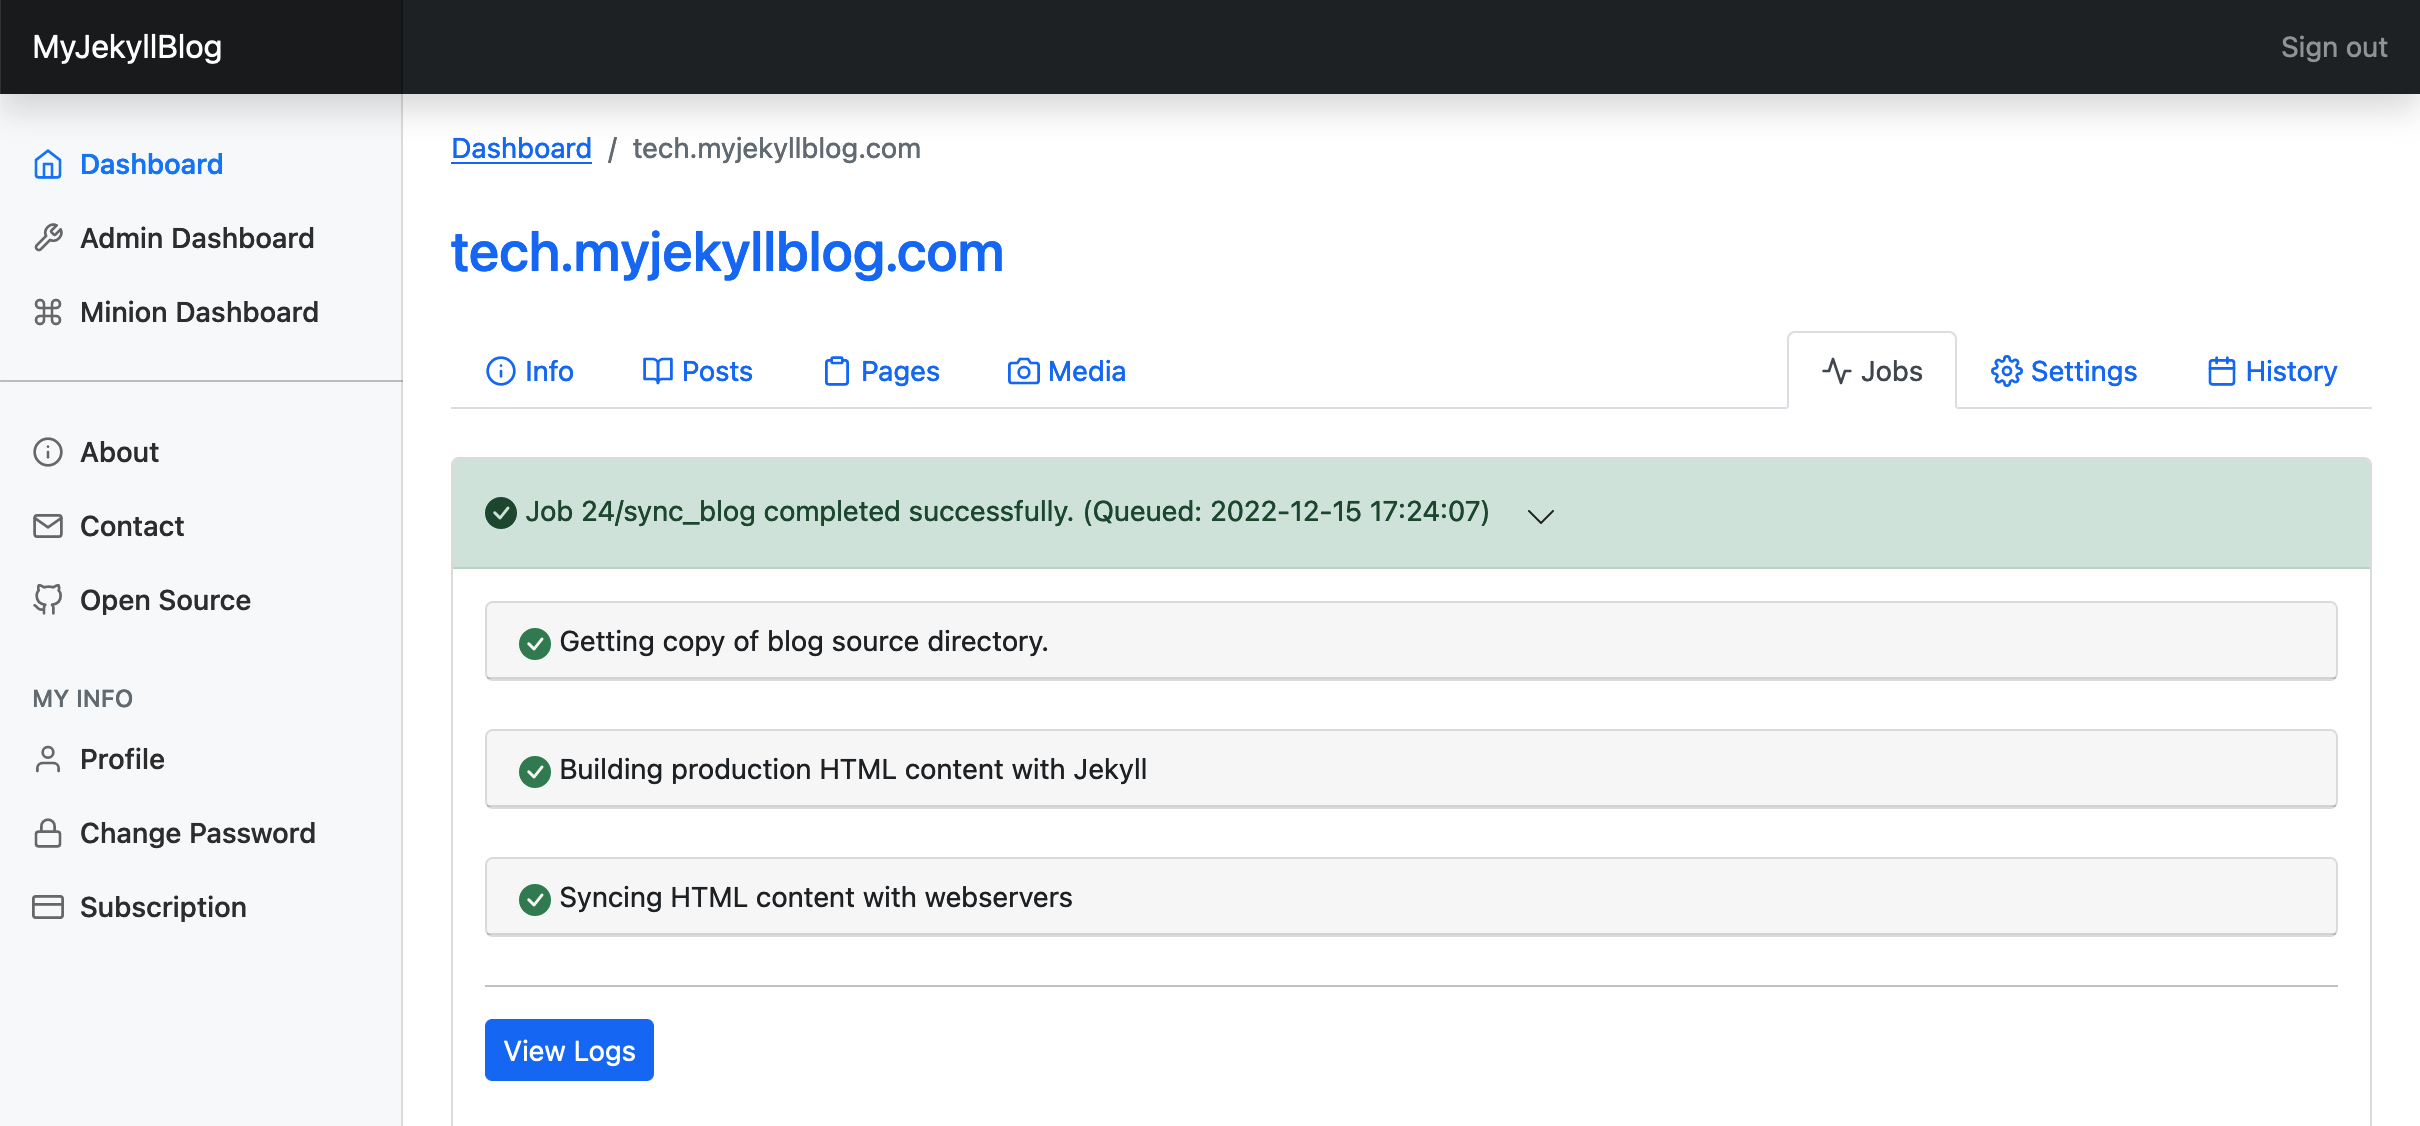 MyJekyllBlog
Sign out
Dashboard
Admin Dashboard
Minion Dashboard
About
Contact
Open Source
MY INFO
Profile
Change Password
Subscription
Dashboard / tech.myjekyllblog.com
tech.myjekyllblog.com
Info Posts Pages Media Jobs Settings History
Job 24/sync_blog completed successfully. (Queued: 2022-12-15 17:24:07)
Getting copy of blog source directory.
Building production HTML content with Jekyll
Syncing HTML content with webservers
View Logs